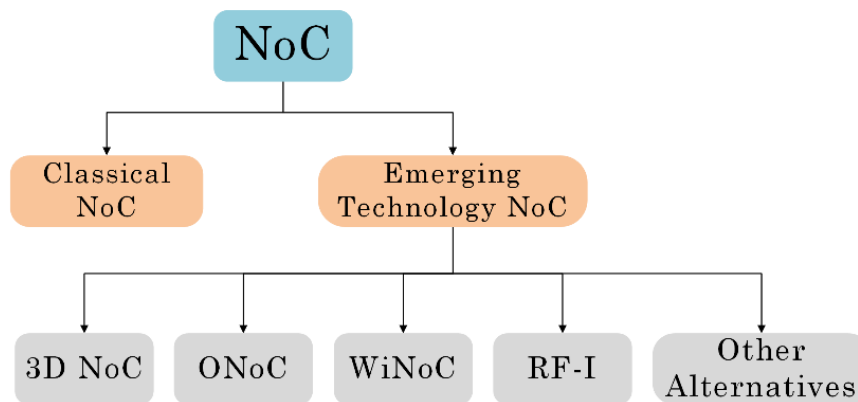 NoC
Classical
NoC
Emerging
Technology NoC
3D NoC
ONoC
WiNoC
RF-I
Other
Alternatives